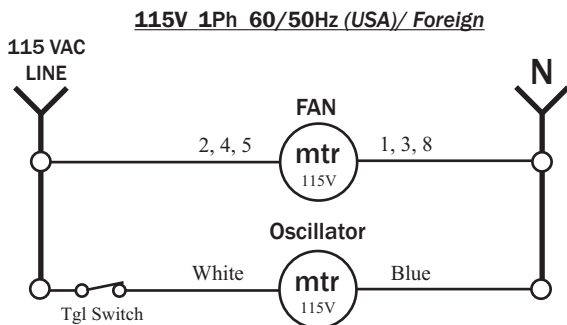 115V 1Ph 60/50Hz (USA)/ Foreign
115 VAC
LINE
N
FAN
2, 4, 5
mtr
115V
1, 3, 8
Oscillator
White
mtr
115V
Blue
Tgl Switch